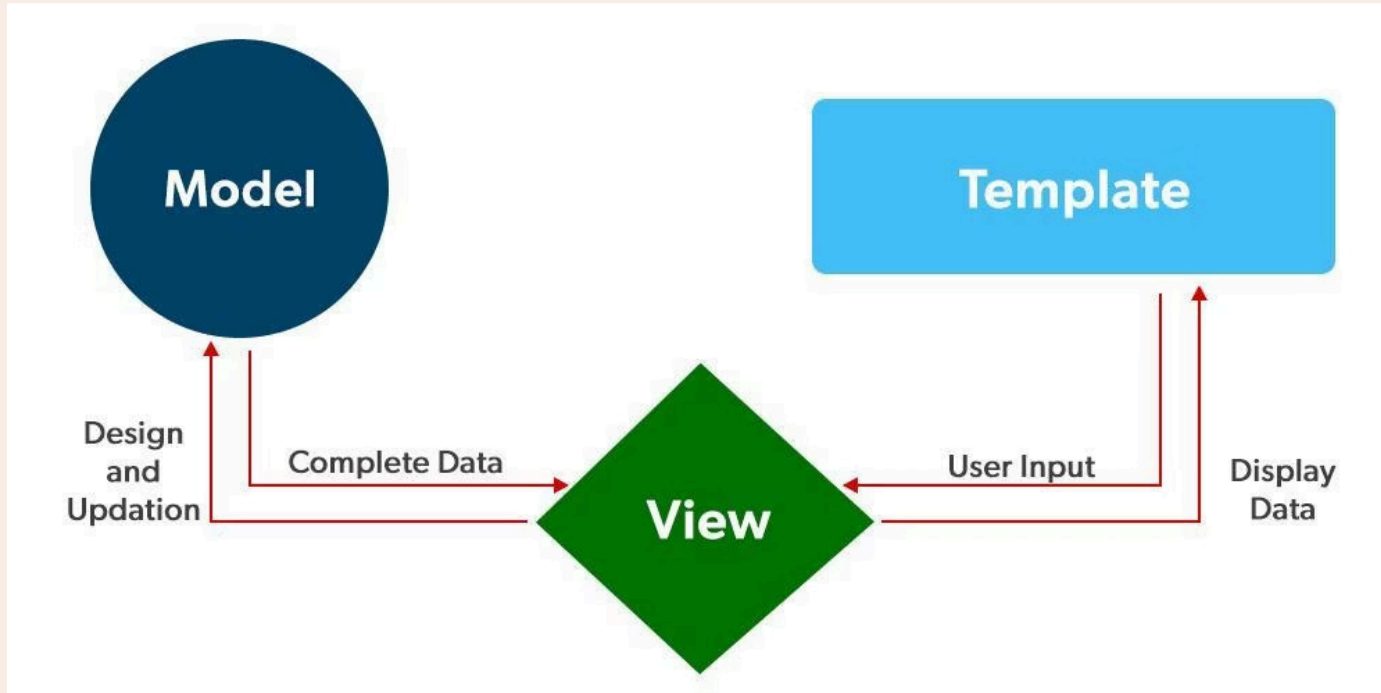 Model
Template
Design
and
Updation
Complete Data
View
User Input
Display
Data